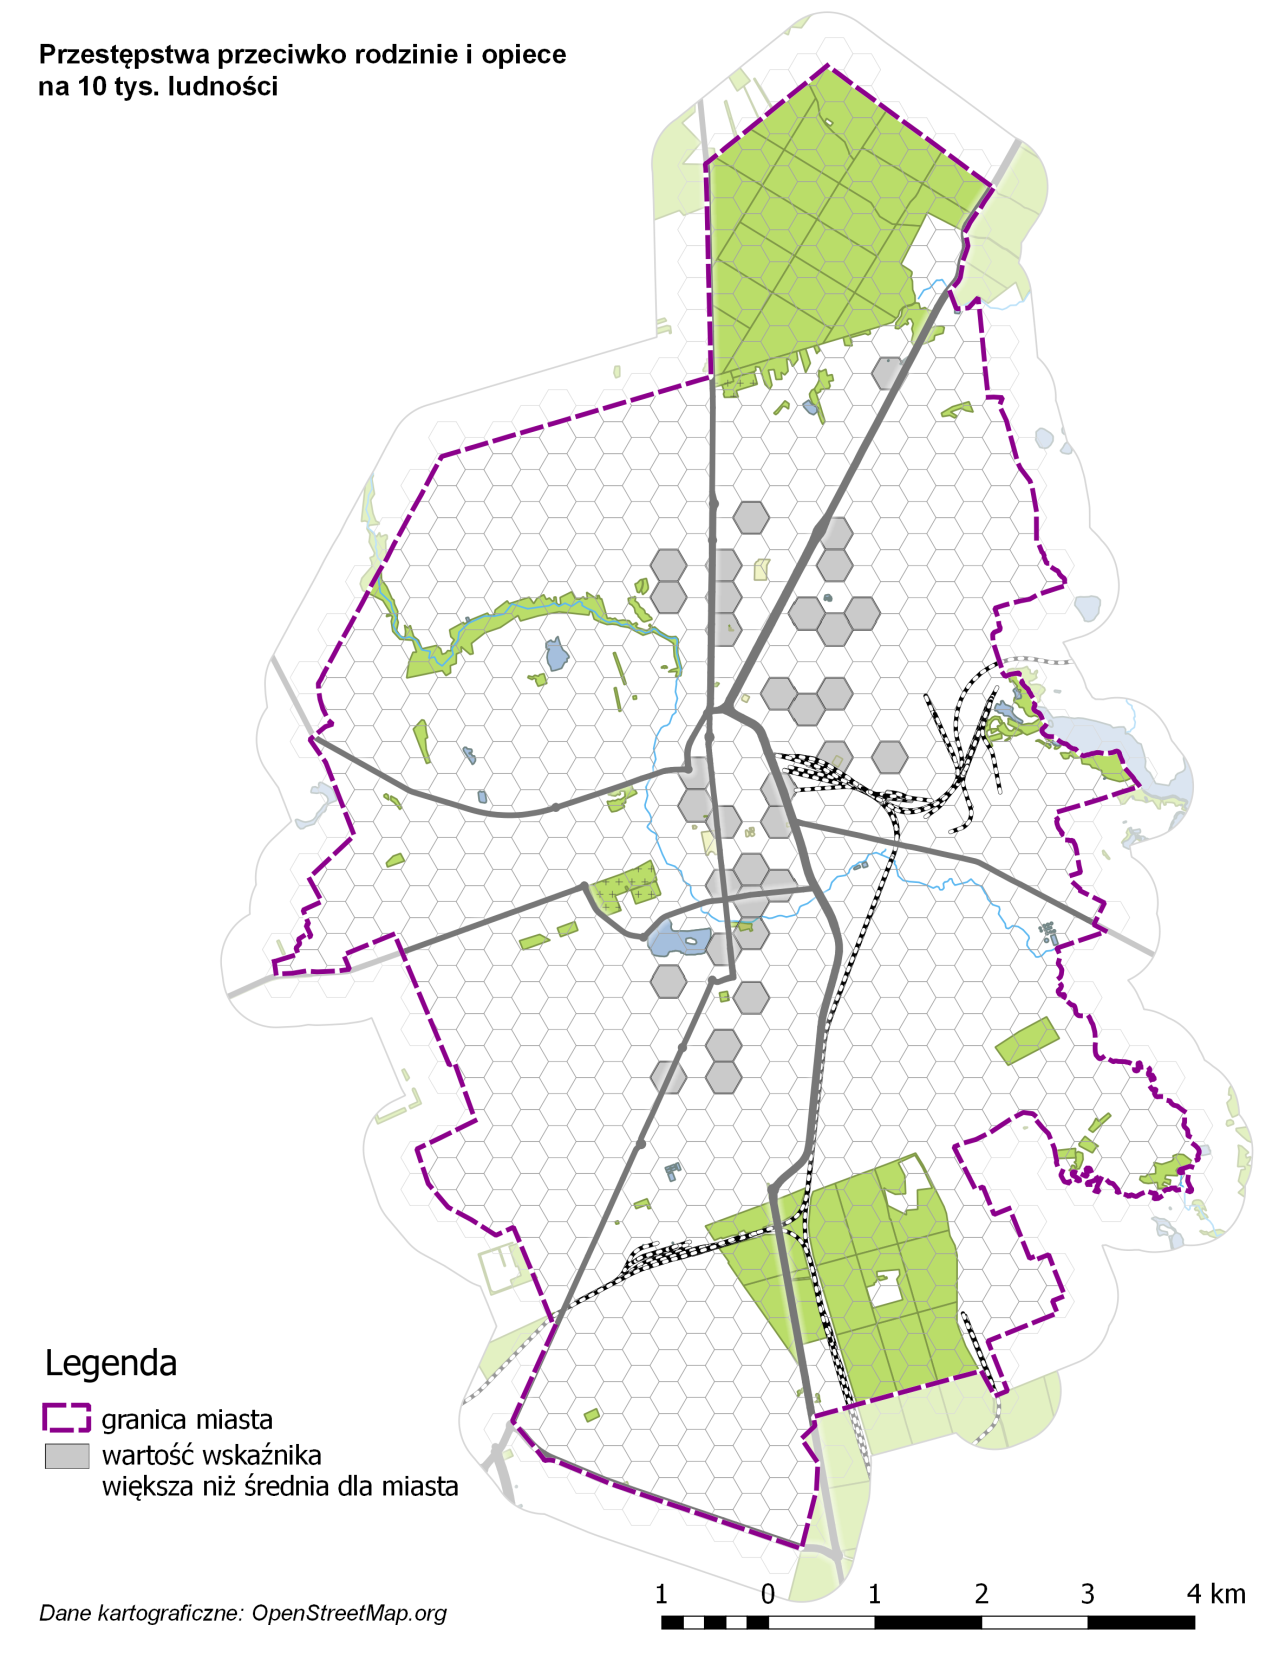 Przestępstwa przeciwko rodzinie i opiece
na 10 tys. ludności
Legenda
granica miasta
wartość wskaźnika
większa niż średnia dla miasta
Dane kartograficzne: OpenStreetMap.org
1 0 1 2 3 4 km